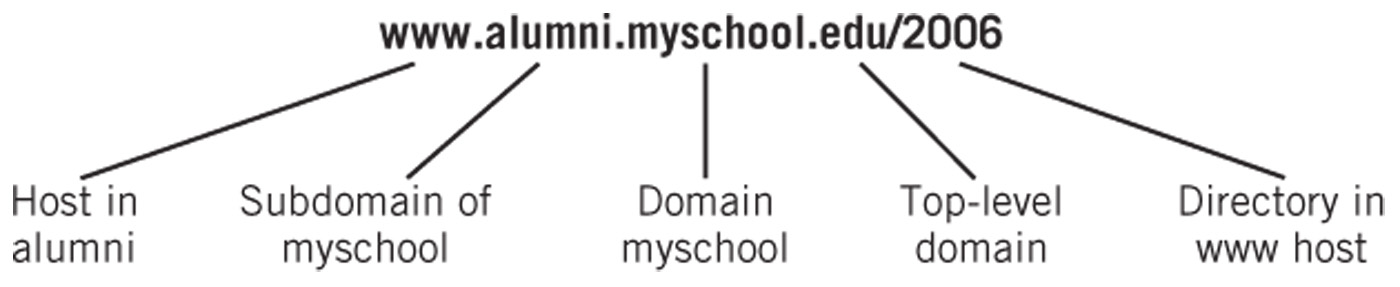 www.alumni.myschool.edu/2006
Host in
alumni
Subdomain of
myschool
Domain
myschool
Top-level
domain
Directory in
www host